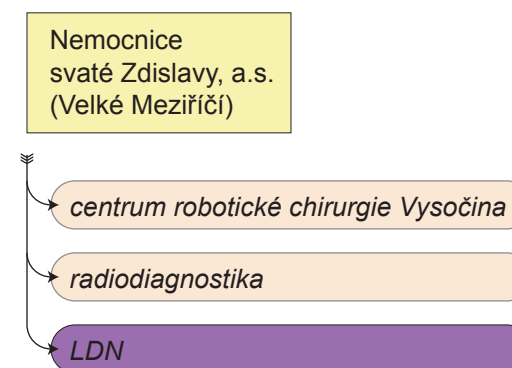 Nemocnice
svaté Zdislavy, a.s.
(Velké Meziříčí)
centrum robotické chirurgie Vysočina
radiodiagnostika
LDN